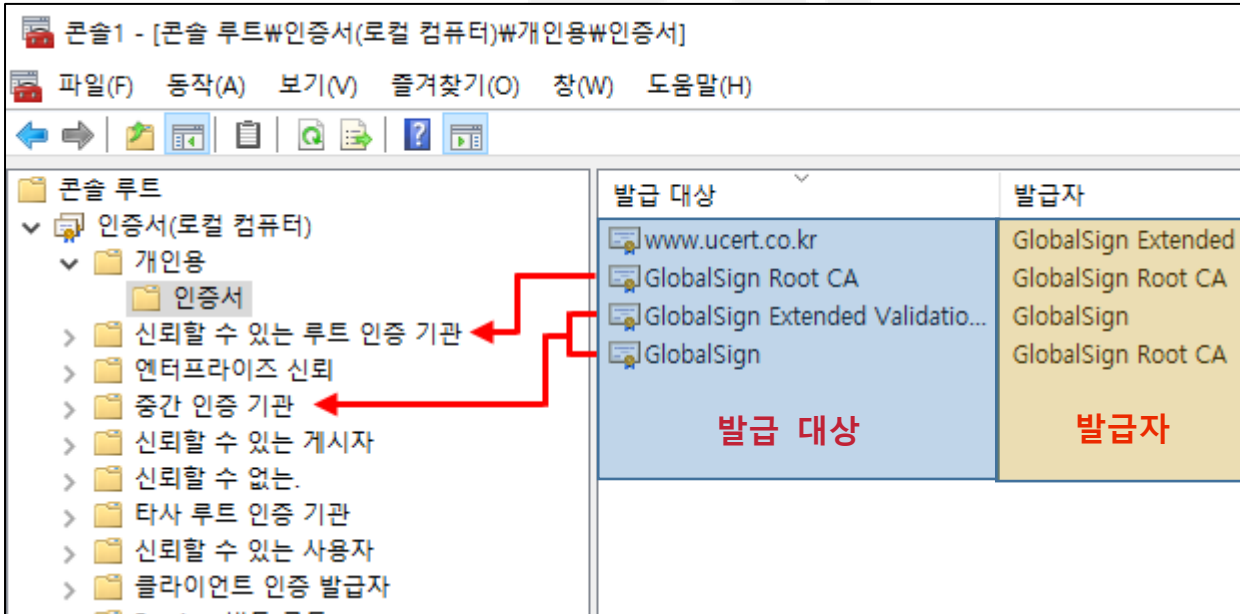 콘솔1 - [콘솔 루트₩인증서(로컬 컴퓨터)₩개인용₩인증서]
파일(F) 동작(A) 보기(V) 즐겨찾기(O) 창(W) 도움말(H)
콘솔 루트
인증서(로컬 컴퓨터)
개인용
인증서
신뢰할 수 있는 루트 인증 기관
엔터프라이즈 신뢰
중간 인증 기관
신뢰할 수 있는 게시자
신뢰할 수 없는.
타사 루트 인증 기관
신뢰할 수 있는 사용자
클라이언트 인증 발급자
발급 대상 발급자
www.ucert.co.kr GlobalSign Extended
GlobalSign Root CA GlobalSign Root CA
GlobalSign Extended Validatio... GlobalSign
GlobalSign GlobalSign Root CA
발급 대상 발급자